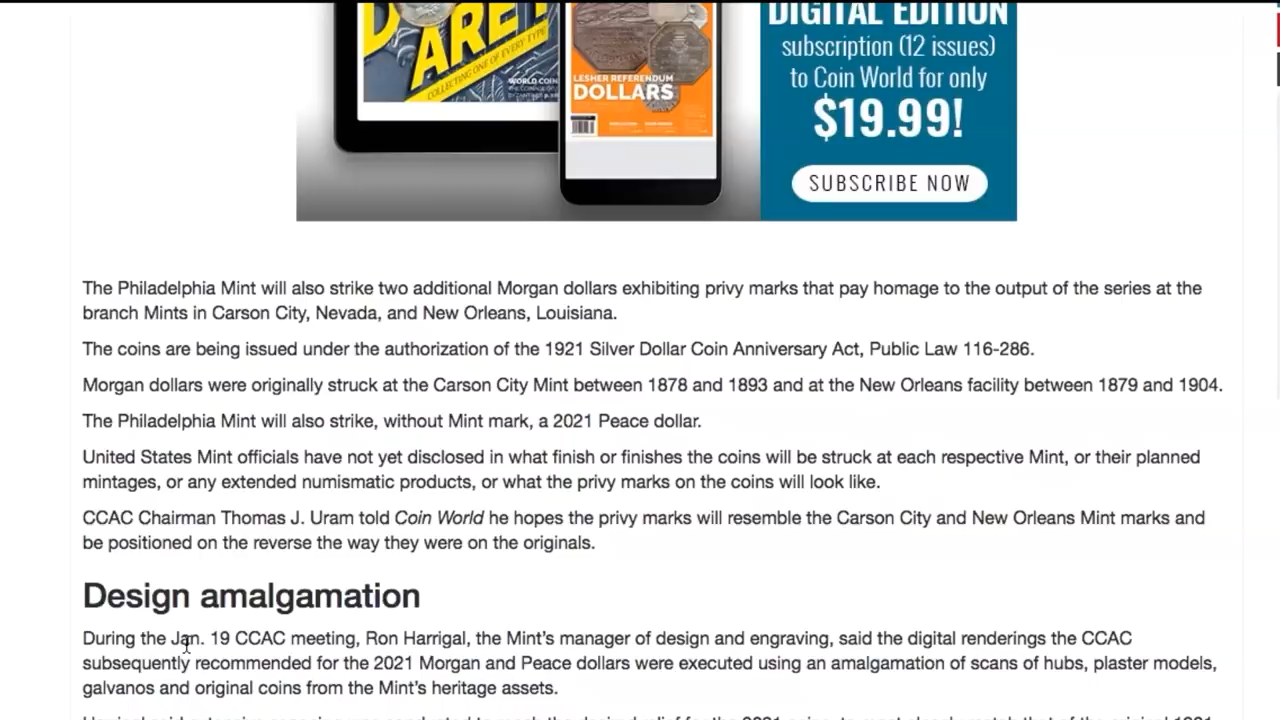 ARE
COLLECTING ONE OF EVERY TYPE
WORLD COIN
LESHER REFERENDUM
DOLLARS
DIGITAL EDITION
subscription (12 issues)
to Coin World for only
$19.99!
SUBSCRIBE NOW
The Philadelphia Mint will also strike two additional Morgan dollars exhibiting privy marks that pay homage to the output of the series at the
branch Mints in Carson City, Nevada, and New Orleans, Louisiana.
The coins are being issued under the authorization of the 1921 Silver Dollar Coin Anniversary Act, Public Law 116-286.
Morgan dollars were originally struck at the Carson City Mint between 1878 and 1893 and at the New Orleans facility between 1879 and 1904.
The Philadelphia Mint will also strike, without Mint mark, a 2021 Peace dollar.
United States Mint officials have not yet disclosed in what finish or finishes the coins will be struck at each respective Mint, or their planned
mintages, or any extended numismatic products, or what the privy marks on the coins will look like.
CCAC Chairman Thomas J. Uram told Coin World he hopes the privy marks will resemble the Carson City and New Orleans Mint marks and
be positioned on the reverse the way they were on the originals.
Design amalgamation
During the Jan. 19 CCAC meeting, Ron Harrigal, the Mint's manager of design and engraving, said the digital renderings the CCAC
subsequently recommended for the 2021 Morgan and Peace dollars were executed using an amalgamation of scans of hubs, plaster models,
galvanos and original coins from the Mint's heritage assets.